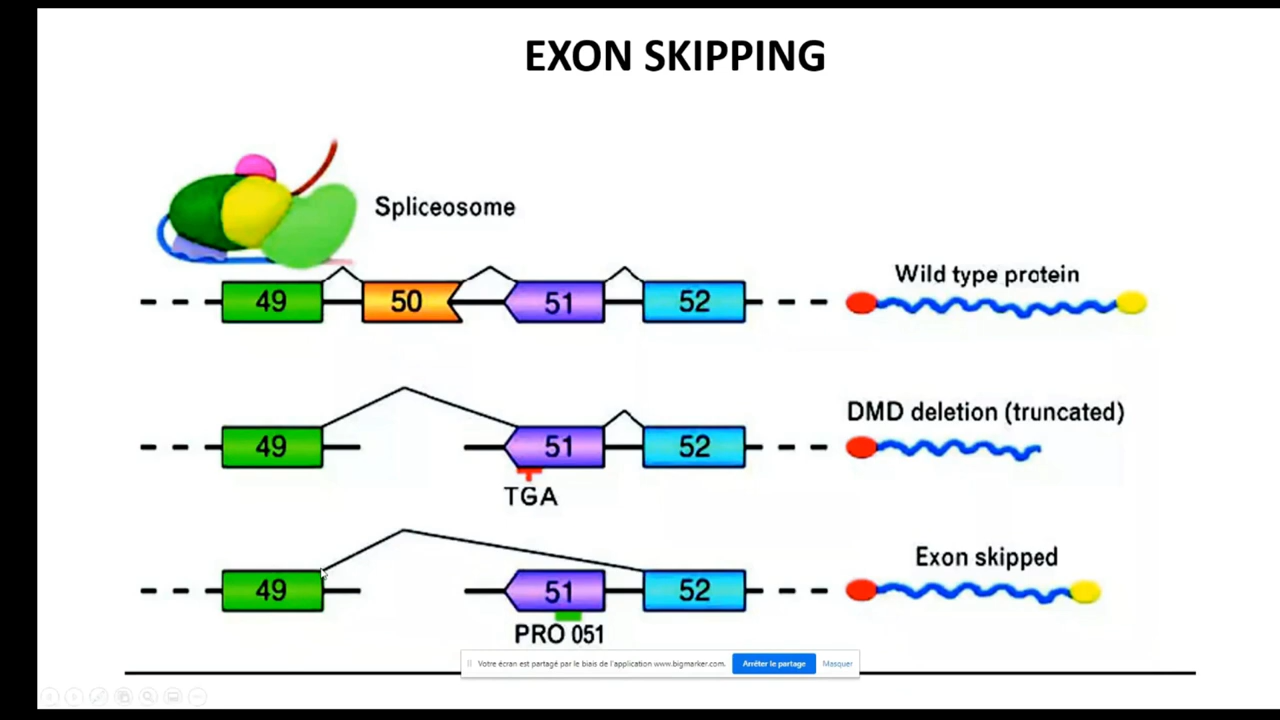 EXON SKIPPING
Spliceosome
49
50
51
52
Wild type protein
49
51
52
DMD deletion (truncated)
TGA
49
51
52
Exon skipped
PRO 051
Votre écran est partagé par le biais de l'application www.bigmarker.com. Arrêter le partage Masquer